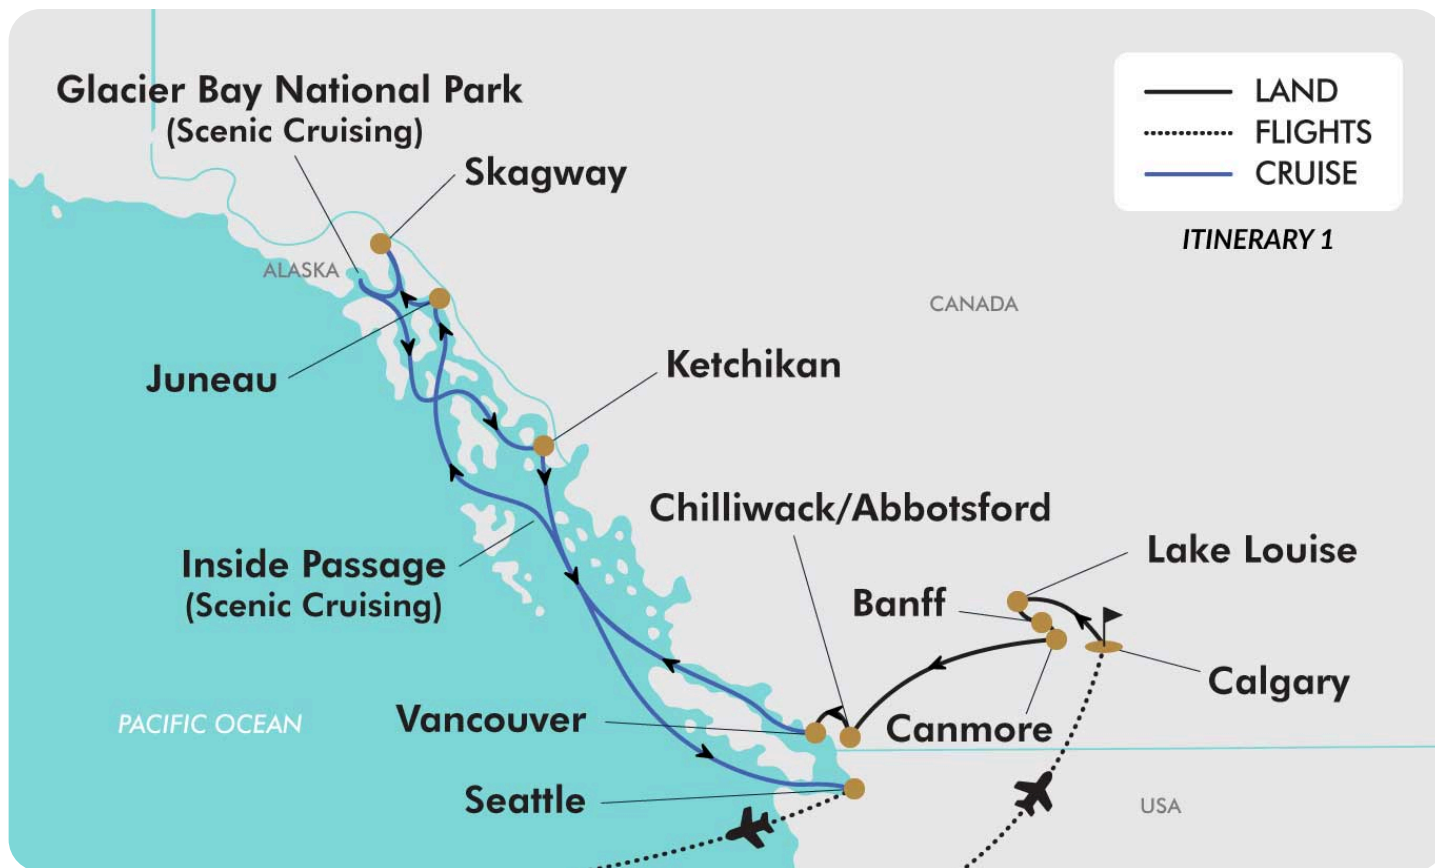 Glacier Bay National Park
(Scenic Cruising)
LAND
FLIGHTS
CRUISE
Skagway
ITINERARY 1
ALASKA
CANADA
Juneau
Ketchikan
Chilliwack/Abbotsford
Inside Passage
(Scenic Cruising)
Lake Louise
Banff
Calgary
PACIFIC OCEAN
Vancouver
Canmore
Seattle
USA